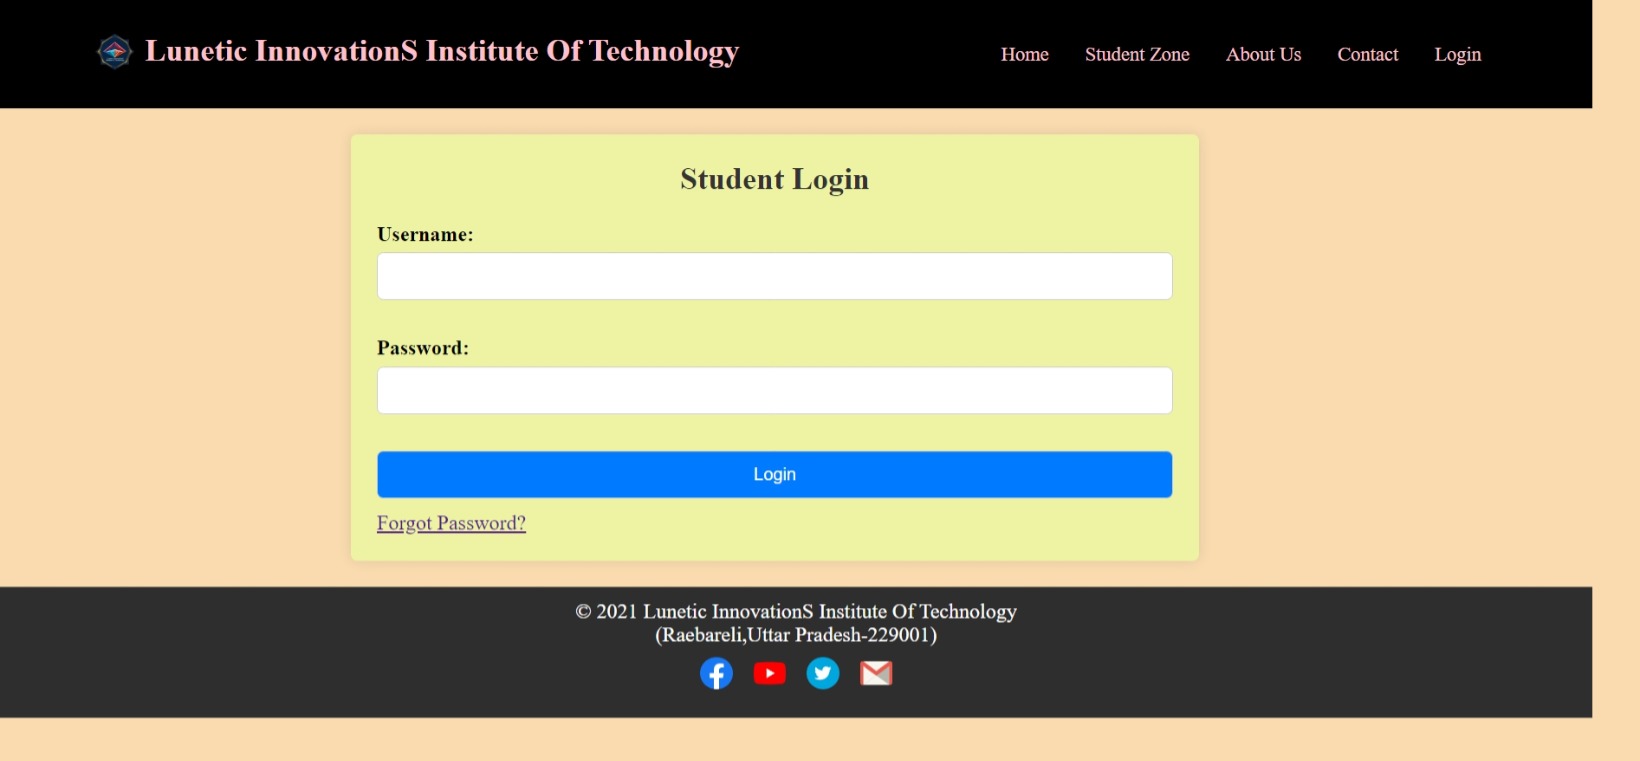 Lunetic InnovationS Institute Of Technology
Home Student Zone About Us Contact Login
Student Login
Username:
Password:
Login
Forgot Password?
© 2021 Lunetic InnovationS Institute Of Technology
(Raebareli,Uttar Pradesh-229001)